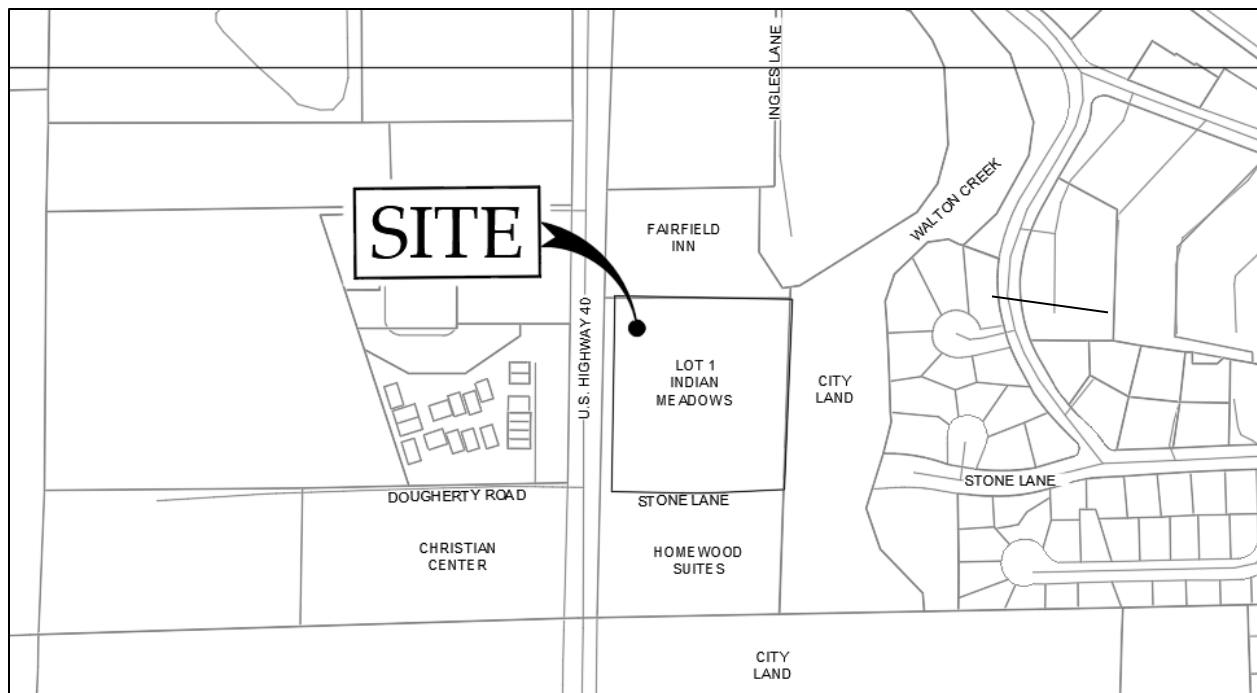 INGLES LANE
WALTON CREEK
SITE
FAIRFIELD
INN
U.S. HIGHWAY 40
LOT 1
INDIAN
MEADOWS
CITY
LAND
DOUGHERTY ROAD
STONE LANE
STONE LANE
CHRISTIAN
CENTER
HOMEWOOD
SUITES
CITY
LAND